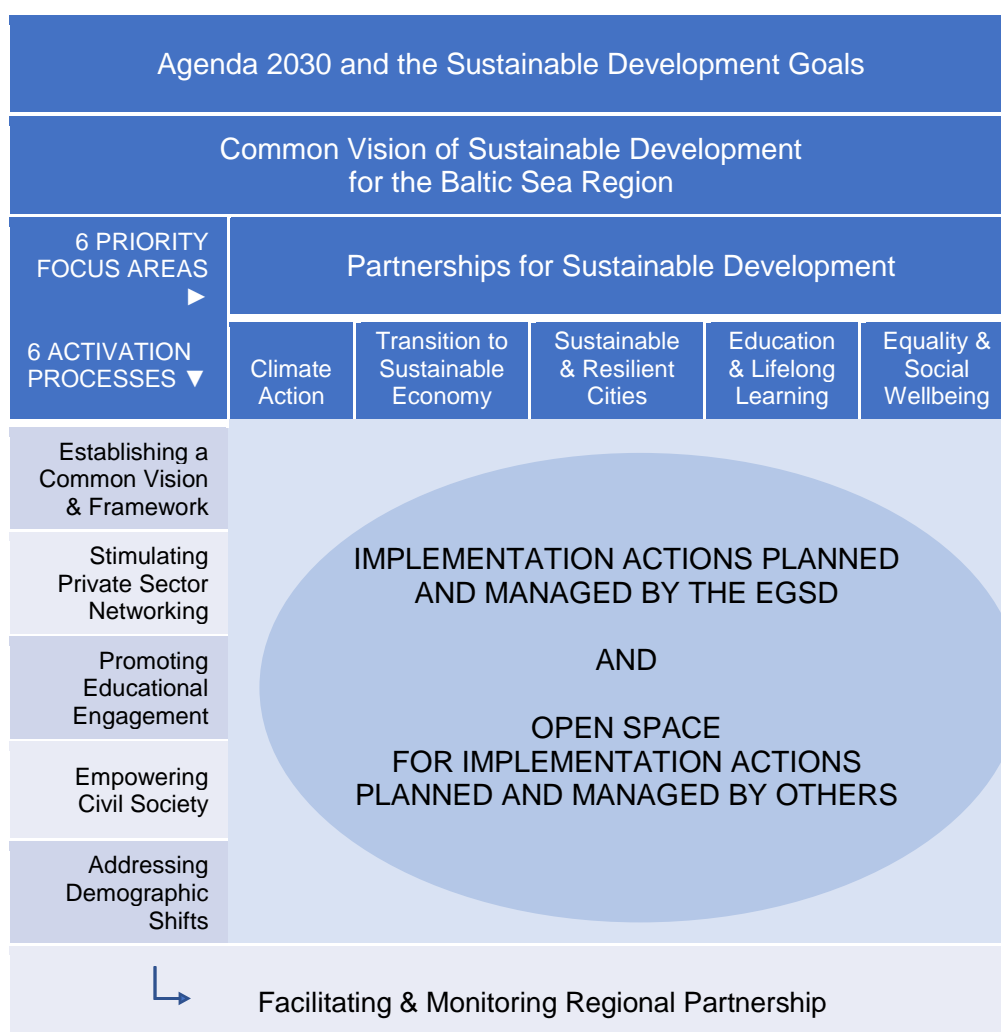 Agenda 2030 and the Sustainable Development Goals
Common Vision of Sustainable Development
for the Baltic Sea Region
6 PRIORITY
FOCUS AREAS
►
6 ACTIVATION
PROCESSES ▼
Partnerships for Sustainable Development
Climate
Action
Transition to
Sustainable
Economy
Sustainable
& Resilient
Cities
Education
& Lifelong
Learning
Equality &
Social
Wellbeing
Establishing a
Common Vision
& Framework
Stimulating
Private Sector
Networking
Promoting
Educational
Engagement
Empowering
Civil Society
Addressing
Demographic
Shifts
IMPLEMENTATION ACTIONS PLANNED
AND MANAGED BY THE EGSD
AND
OPEN SPACE
FOR IMPLEMENTATION ACTIONS
PLANNED AND MANAGED BY OTHERS
Facilitating & Monitoring Regional Partnership